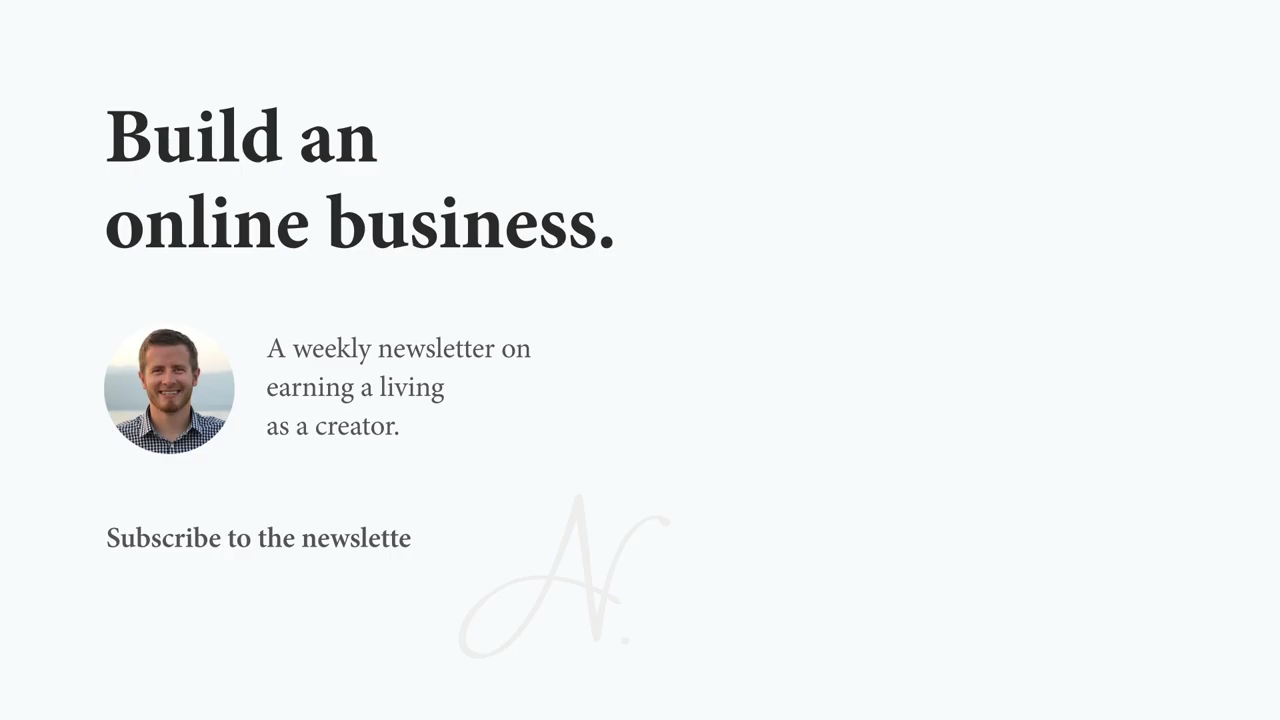 Build an
online business.
A weekly newsletter on
earning a living
as a creator.
Subscribe to the newslette
N.